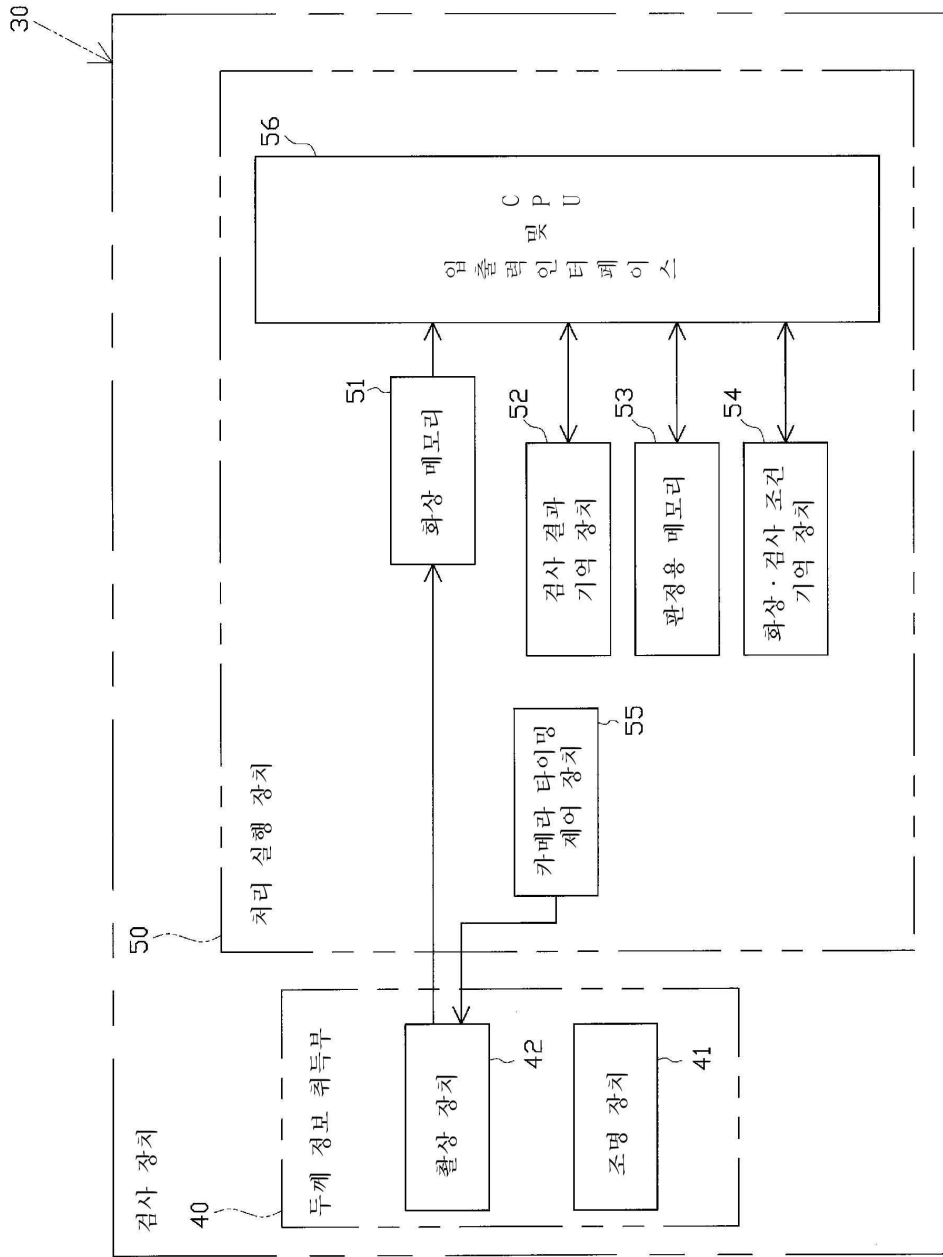 30
검사 장치
50
처리 실행 장치
40
두께 정보 취득부
56
CPU
및
입출력인터페이스
51
화상 메모리
52
검사 결과
기억 장치
53
판정용 메모리
54
화상·검사 조건
기억 장치
55
카메라 타이밍
제어 장치
촬상 장치
42
조명 장치
41